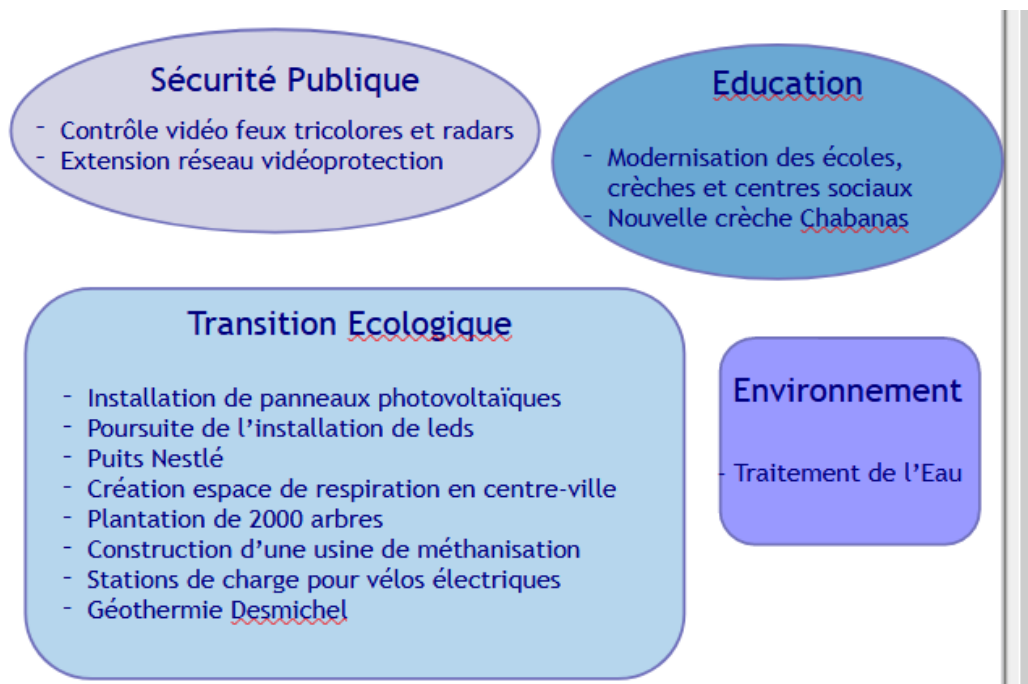 Sécurité Publique
- Contrôle vidéo feux tricolores et radars
- Extension réseau vidéoprotection
Education
- Modernisation des écoles,
crèches et centres sociaux
- Nouvelle crèche Chabanas
Transition Ecologique
- Installation de panneaux photovoltaïques
- Poursuite de l’installation de leds
- Puits Nestlé
- Création espace de respiration en centre-ville
- Plantation de 2000 arbres
- Construction d’une usine de méthanisation
- Stations de charge pour vélos électriques
- Géothermie Desmichel
Environnement
- Traitement de l’Eau